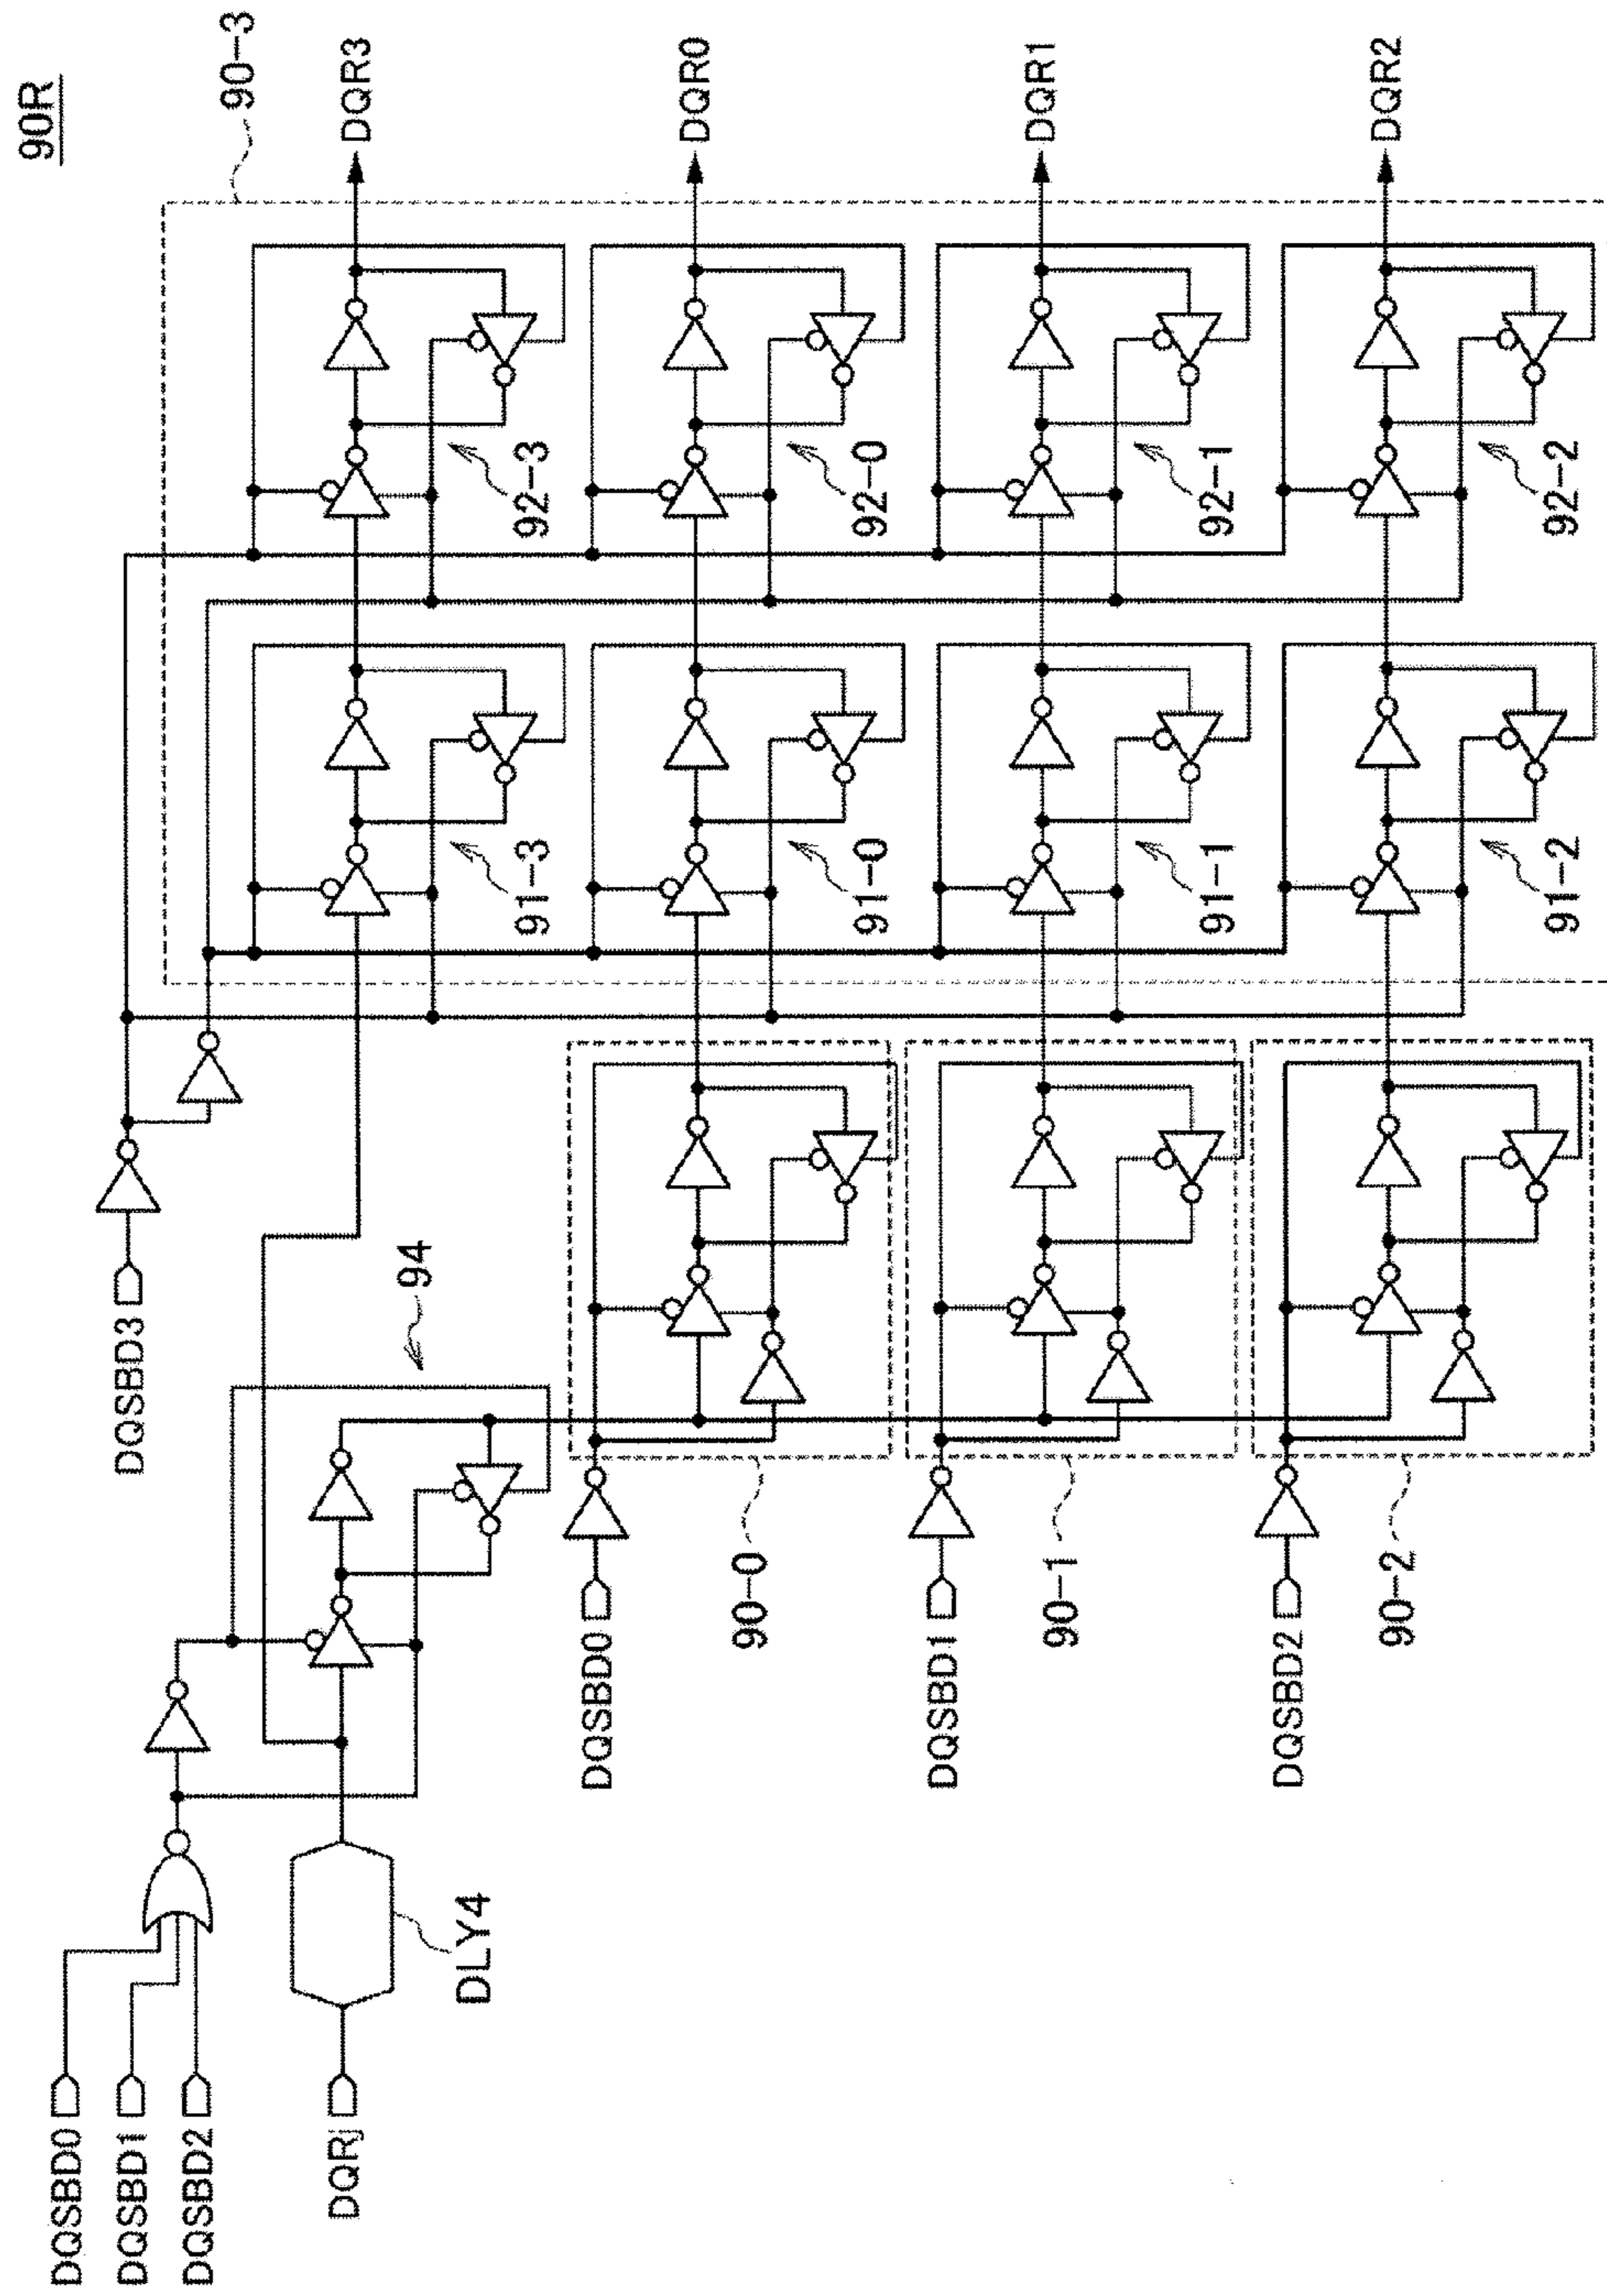 90R
90-3
DQR3
DQR0
DQR1
DQR2
92-3
92-0
92-1
92-2
91-3
91-0
91-1
91-2
DQSBD3
94
DQSBD0
DQSBD1
DQSBD2
90-0
90-1
90-2
DLY4
DQSBD0
DQSBD1
DQSBD2
DQRj